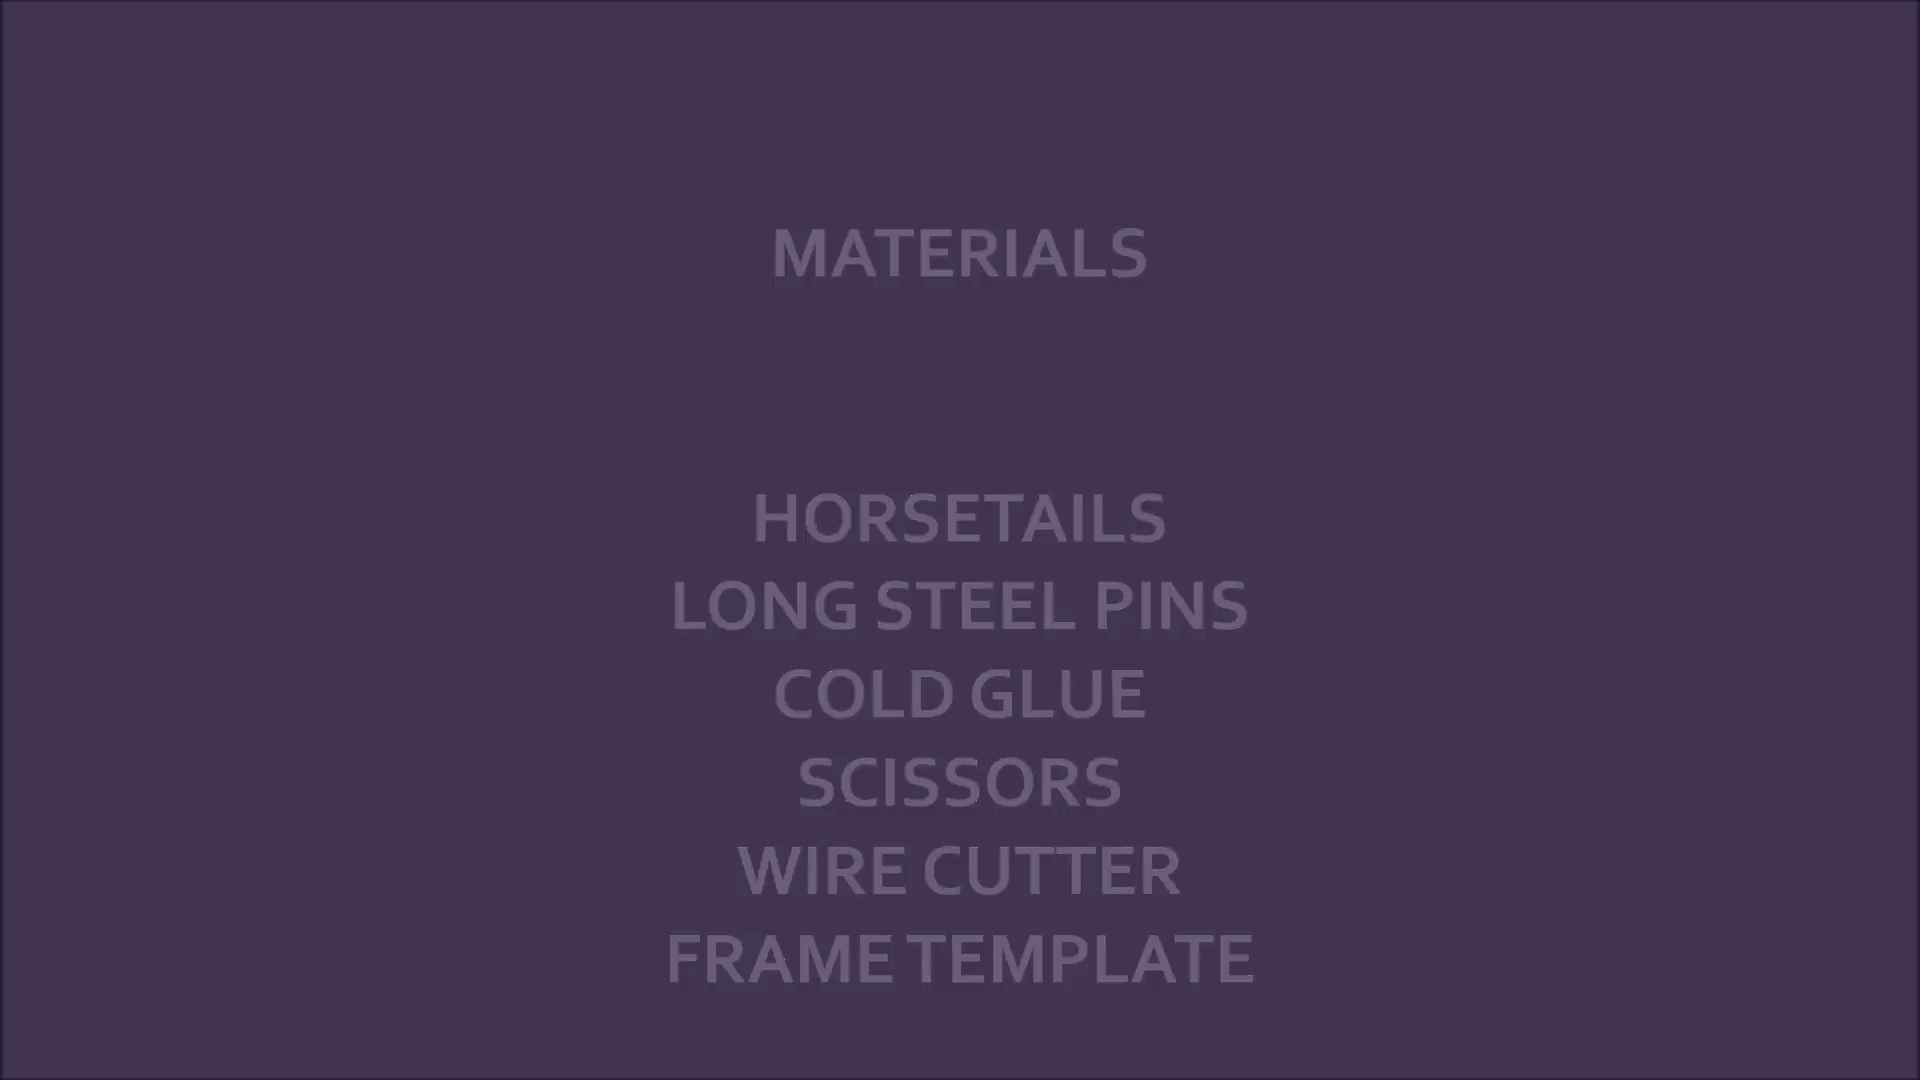 MATERIALS
HORSETAILS
LONG STEEL PINS
COLD GLUE
SCISSORS
WIRE CUTTER
FRAME TEMPLATE